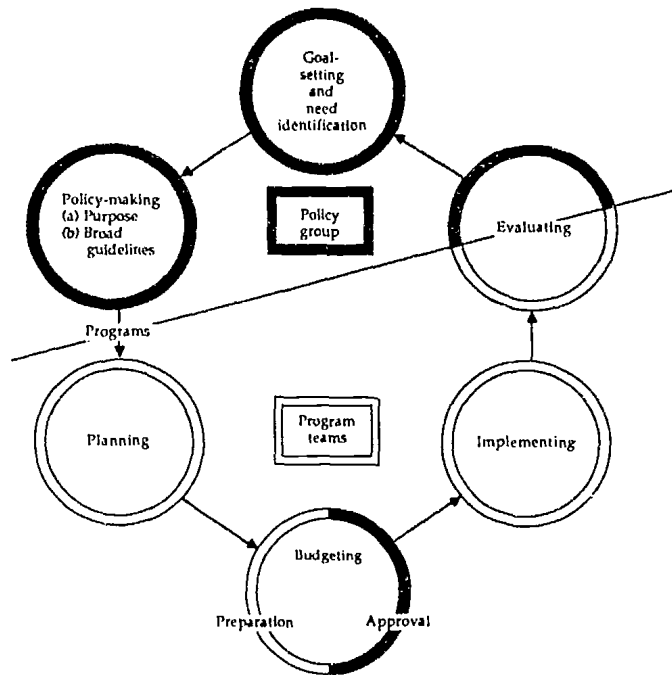 Goal-
setting
and
need
identification
Policy-making
(a) Purpose
(b) Broad
guidelines
Policy
group
Evaluating
Programs
Planning
Program
teams
Implementing
Budgeting
Preparation
Approval